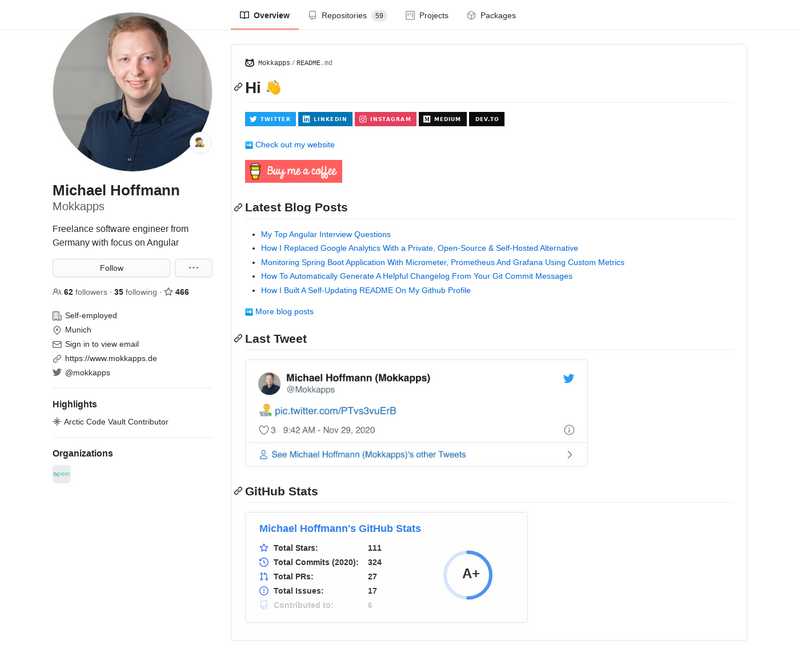 Overview
Repositories 59
Projects
Packages
Michael Hoffmann
Mokkapps
Freelance software engineer from
Germany with focus on Angular
Follow
62 followers · 35 following · 466
Self-employed
Munich
Sign in to view email
https://www.mokkapps.de
@mokkapps
Highlights
Arctic Code Vault Contributor
Organizations
Mokkapps / README.md
Hi 👋
TWITTER
LINKEDIN
INSTAGRAM
MEDIUM
DEV.TO
➡️ Check out my website
Buy me a coffee
Latest Blog Posts
• My Top Angular Interview Questions
• How I Replaced Google Analytics With a Private, Open-Source & Self-Hosted Alternative
• Monitoring Spring Boot Application With Micrometer, Prometheus And Grafana Using Custom Metrics
• How To Automatically Generate A Helpful Changelog From Your Git Commit Messages
• How I Built A Self-Updating README On My Github Profile
➡️ More blog posts
Last Tweet
Michael Hoffmann (Mokkapps)
@Mokkapps
pic.twitter.com/PTvs3vuErB
3 9:42 AM - Nov 29, 2020
See Michael Hoffmann (Mokkapps)'s other Tweets
GitHub Stats
Michael Hoffmann's GitHub Stats
Total Stars: 111
Total Commits (2020): 324
Total PRs: 27
Total Issues: 17
Contributed to: 6
A+